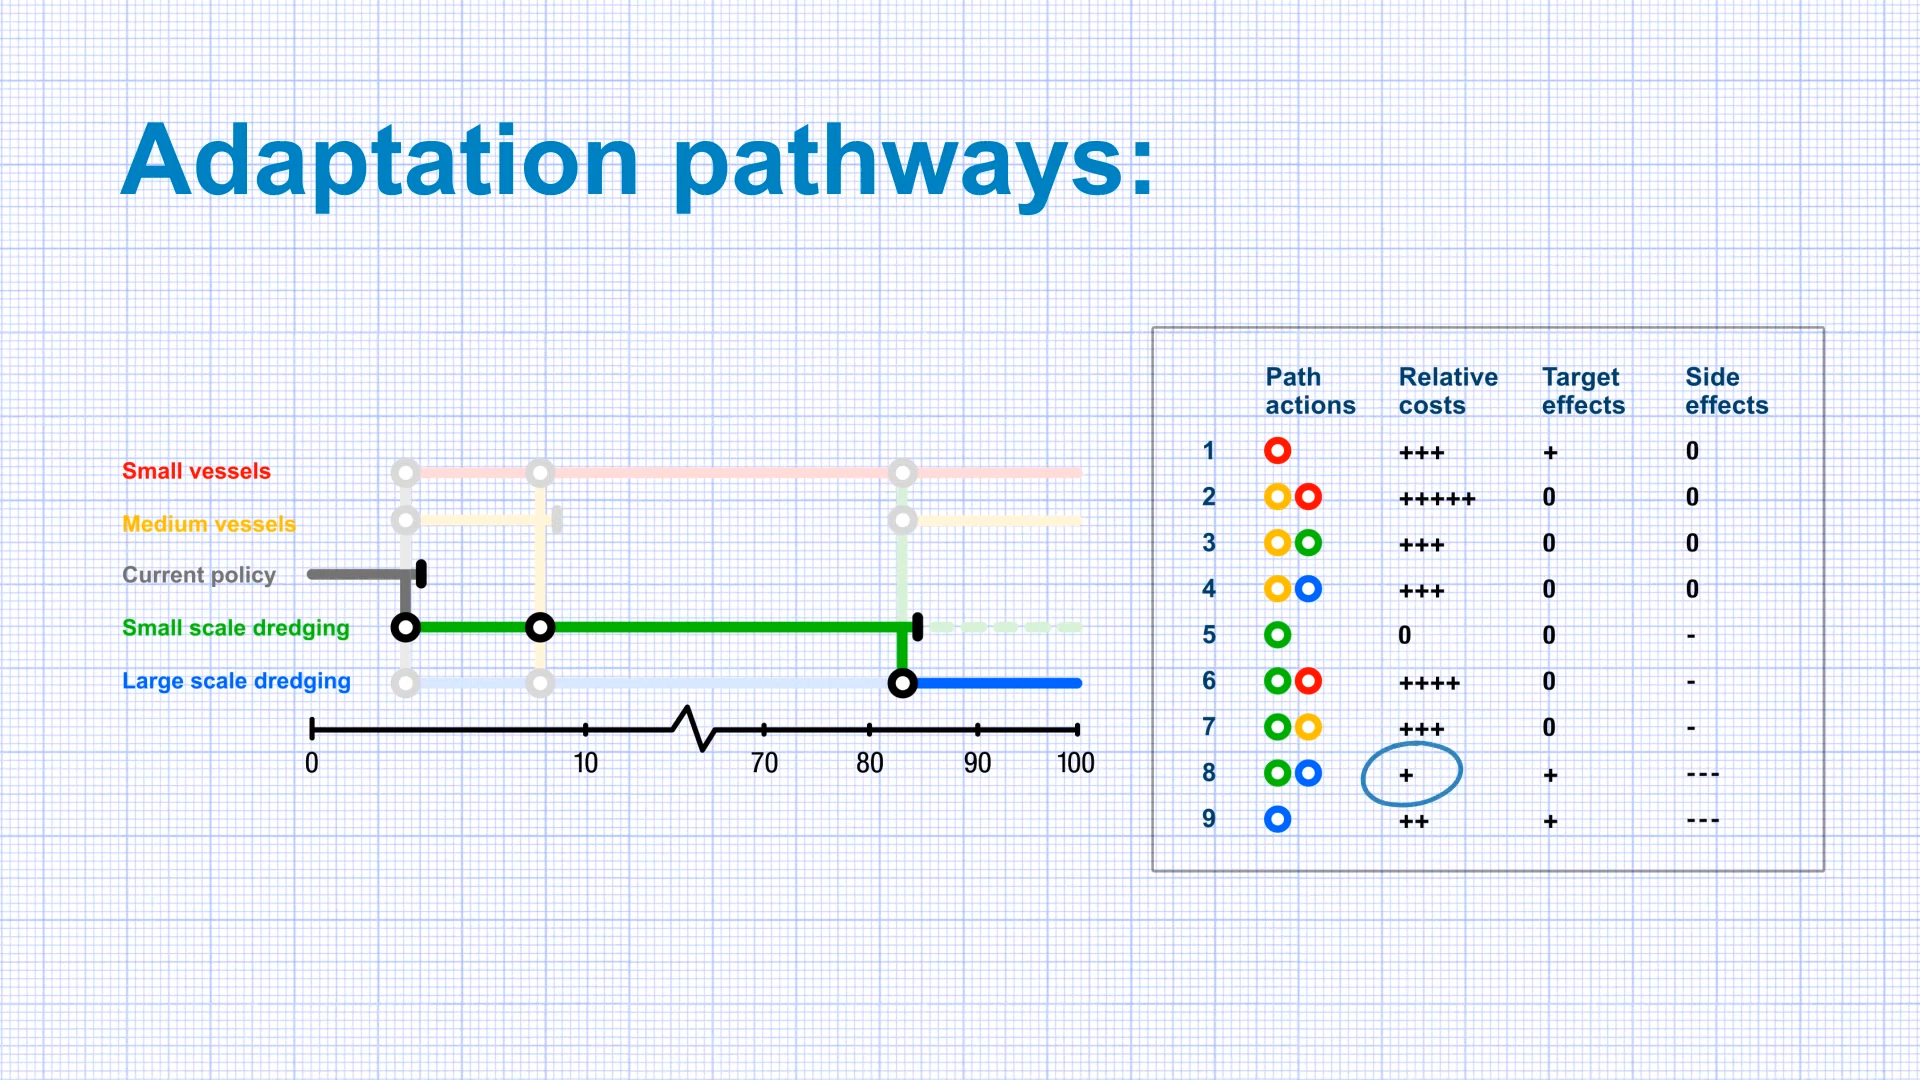 Adaptation pathways:
Small vessels
Medium vessels
Current policy
Small scale dredging
Large scale dredging
0 10 70 80 90 100
Path actions Relative costs Target effects Side effects
1 +++ + 0
2 +++++ 0 0
3 +++ 0 0
4 +++ 0 0
5 0 0 -
6 ++++ 0 -
7 +++ 0 -
8 + + ---
9 ++ + ---